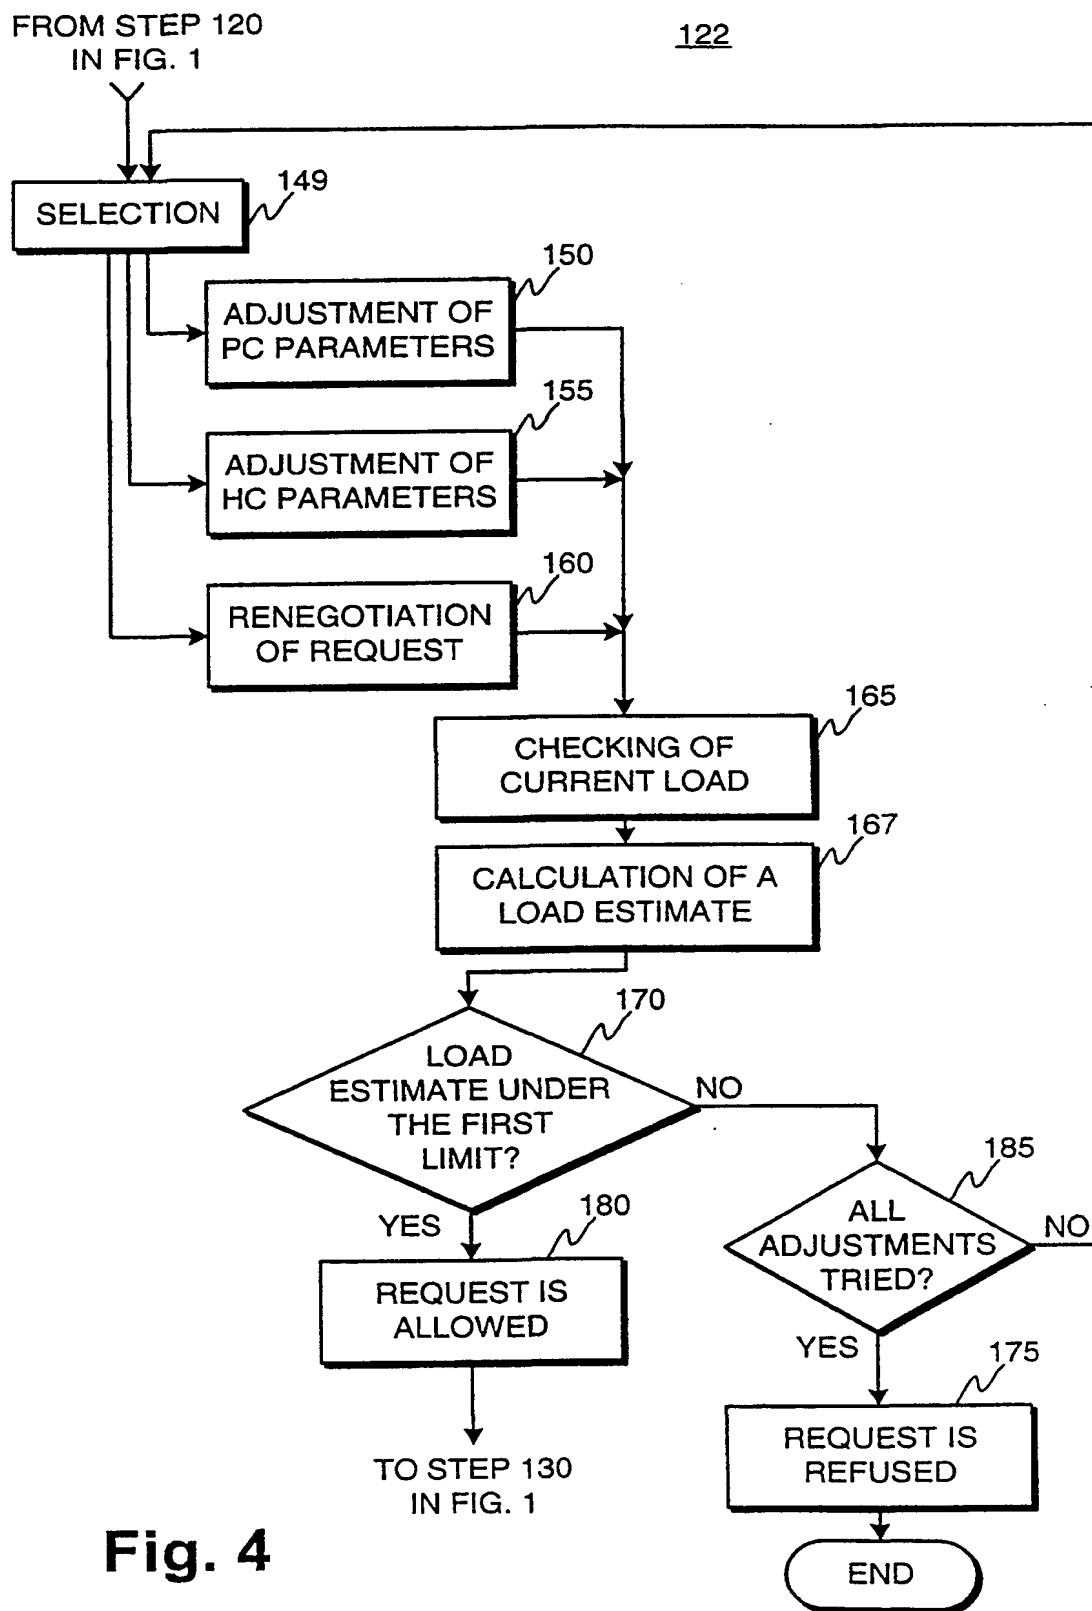 FROM STEP 120
IN FIG. 1
122
149
SELECTION
150
ADJUSTMENT OF
PC PARAMETERS
155
ADJUSTMENT OF
HC PARAMETERS
160
RENEGOTIATION
OF REQUEST
165
CHECKING OF
CURRENT LOAD
167
CALCULATION OF A
LOAD ESTIMATE
170
LOAD
ESTIMATE UNDER
THE FIRST
LIMIT?
NO
185
ALL
ADJUSTMENTS
TRIED?
NO
YES
180
REQUEST IS
ALLOWED
YES
175
REQUEST IS
REFUSED
TO STEP 130
IN FIG. 1
END
Fig. 4